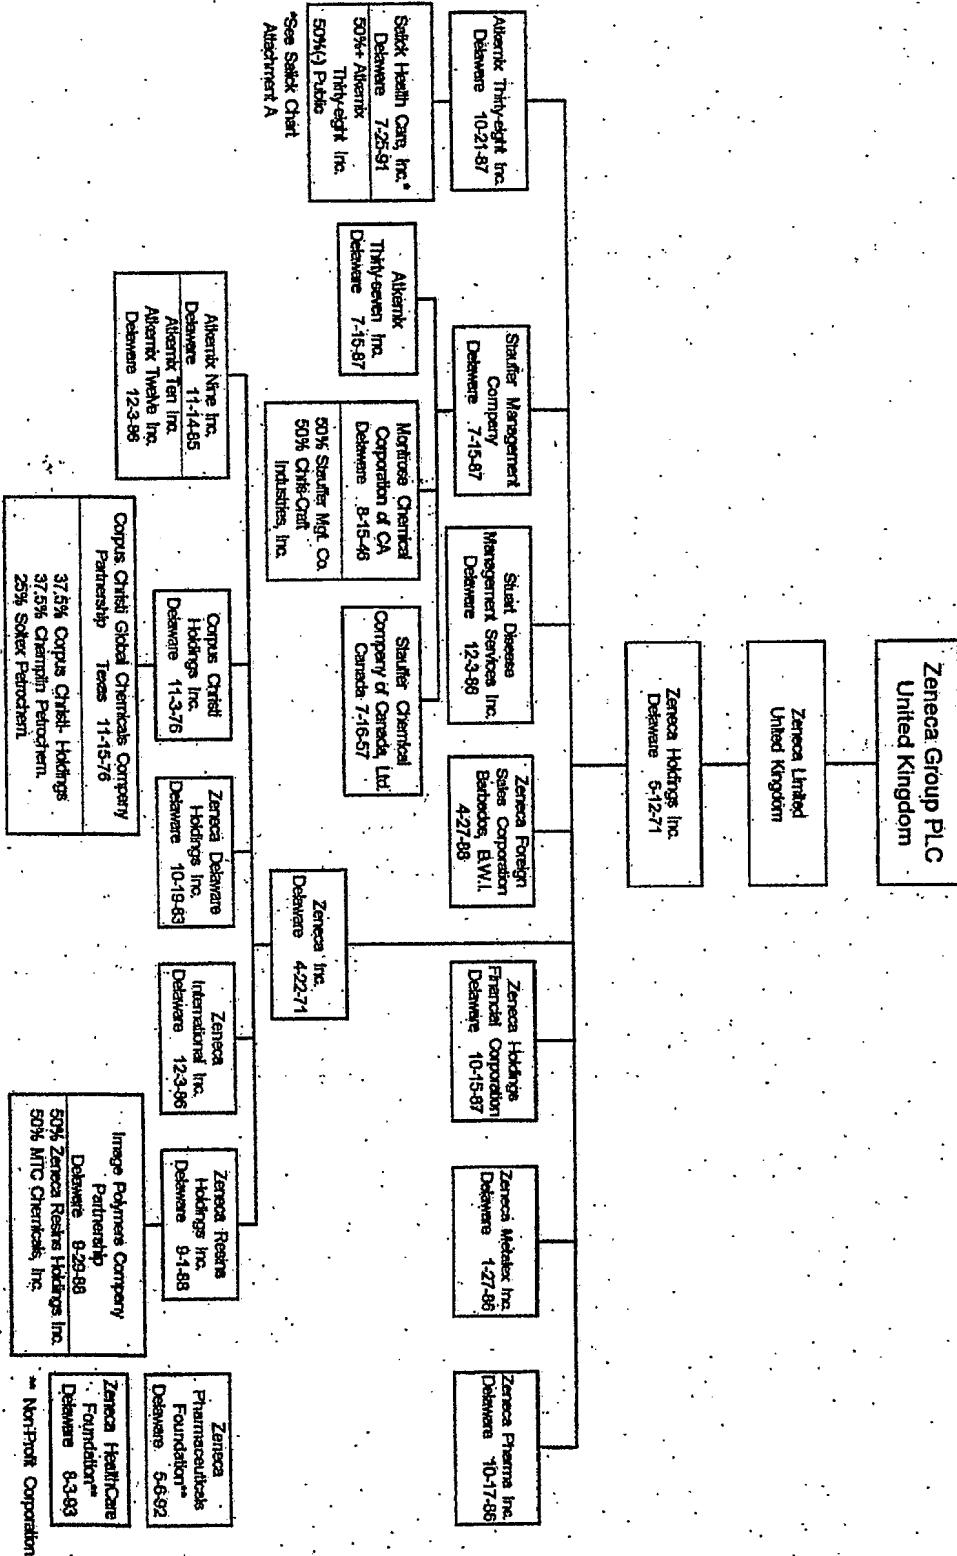 Zeneca Group PLC
United Kingdom
Zeneca Limited
United Kingdom
Zeneca Holdings Inc.
Delaware 5-12-71
Atkemix Thirty-eight Inc.
Delaware 10-21-87
Stauffer Management
Company
Delaware 7-15-87
Stuart Disease
Management Services Inc.
Delaware 12-3-86
Zeneca Foreign
Sales Corporation
Barbados, B.W.I.
4-27-88
Zeneca Holdings
Financial Corporation
Delaware 10-15-87
Zeneca Metalex Inc.
Delaware 1-27-86
Zeneca Pharma Inc.
Delaware 10-17-86
Salick Health Care, Inc.*
Delaware 7-25-91
50%+ Atkemix
Thirty-eight Inc.
50%(-) Public
*See Salick Chart
Attachment A
Atkemix
Thirty-seven Inc.
Delaware 7-15-87
Montrose Chemical
Corporation of CA
Delaware 8-15-46
50% Stauffer Mgt. Co.
50% Chris-Craft
Industries, Inc.
Stauffer Chemical
Company of Canada, Ltd.
Canada 7-16-57
Zeneca Inc.
Delaware 4-22-71
Atkemix Nine Inc.
Delaware 11-14-85
Atkemix Ten Inc.
Atkemix Twelve Inc.
Delaware 12-3-86
Corpus Christi
Holdings Inc.
Delaware 11-3-76
Zeneca Delaware
Holdings Inc.
Delaware 10-19-83
Zeneca
International Inc.
Delaware 12-3-86
Zeneca Resins
Holdings Inc.
Delaware 9-1-88
Zeneca
Pharmaceuticals
Foundation**
Delaware 5-6-92
Corpus Christi Global Chemicals Company
Partnership Texas 11-15-76
37.5% Corpus Christi Holdings
37.5% Champlin Petrochem.
25% Soltex Petrochem.
Image Polymers Company
Partnership
Delaware 9-29-88
50% Zeneca Resins Holdings Inc.
50% MTC Chemicals, Inc.
Zeneca HealthCare
Foundation**
Delaware 8-3-93
** Non-Profit Corporation